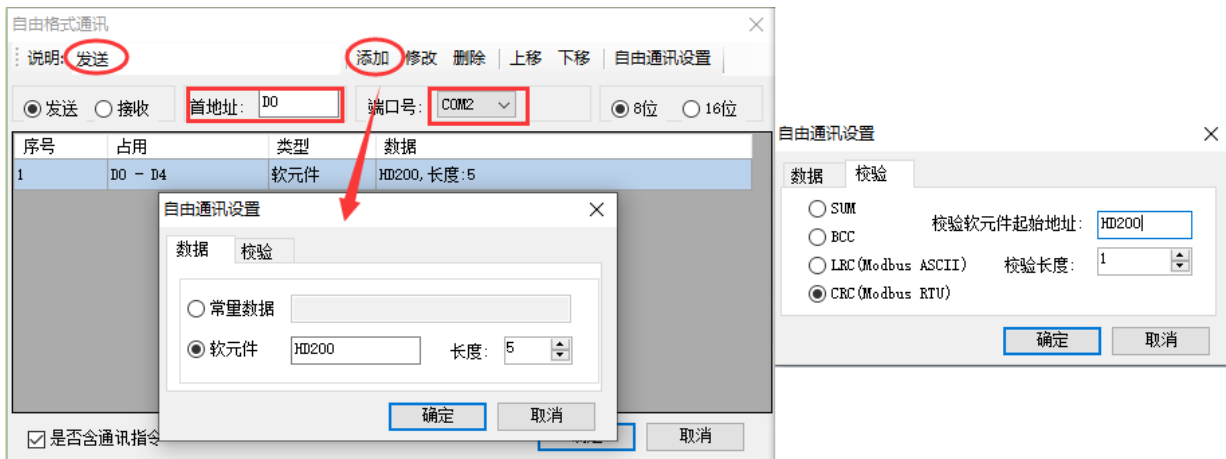 自由格式通讯
说明: 发送 添加 修改 删除 上移 下移 自由通讯设置
发送 接收 首地址: D0 端口号: COM2 8位 16位
序号 占用 类型 数据
1 D0 - D4 软元件 HD200,长度:5
自由通讯设置
数据 校验
常量数据
软元件 HD200 长度: 5
确定 取消
是否含通讯指令 取消
自由通讯设置
数据 校验
SUM
校验软元件起始地址: HD200
BCC
LRC(Modbus ASCII) 校验长度: 1
CRC(Modbus RTU)
确定 取消